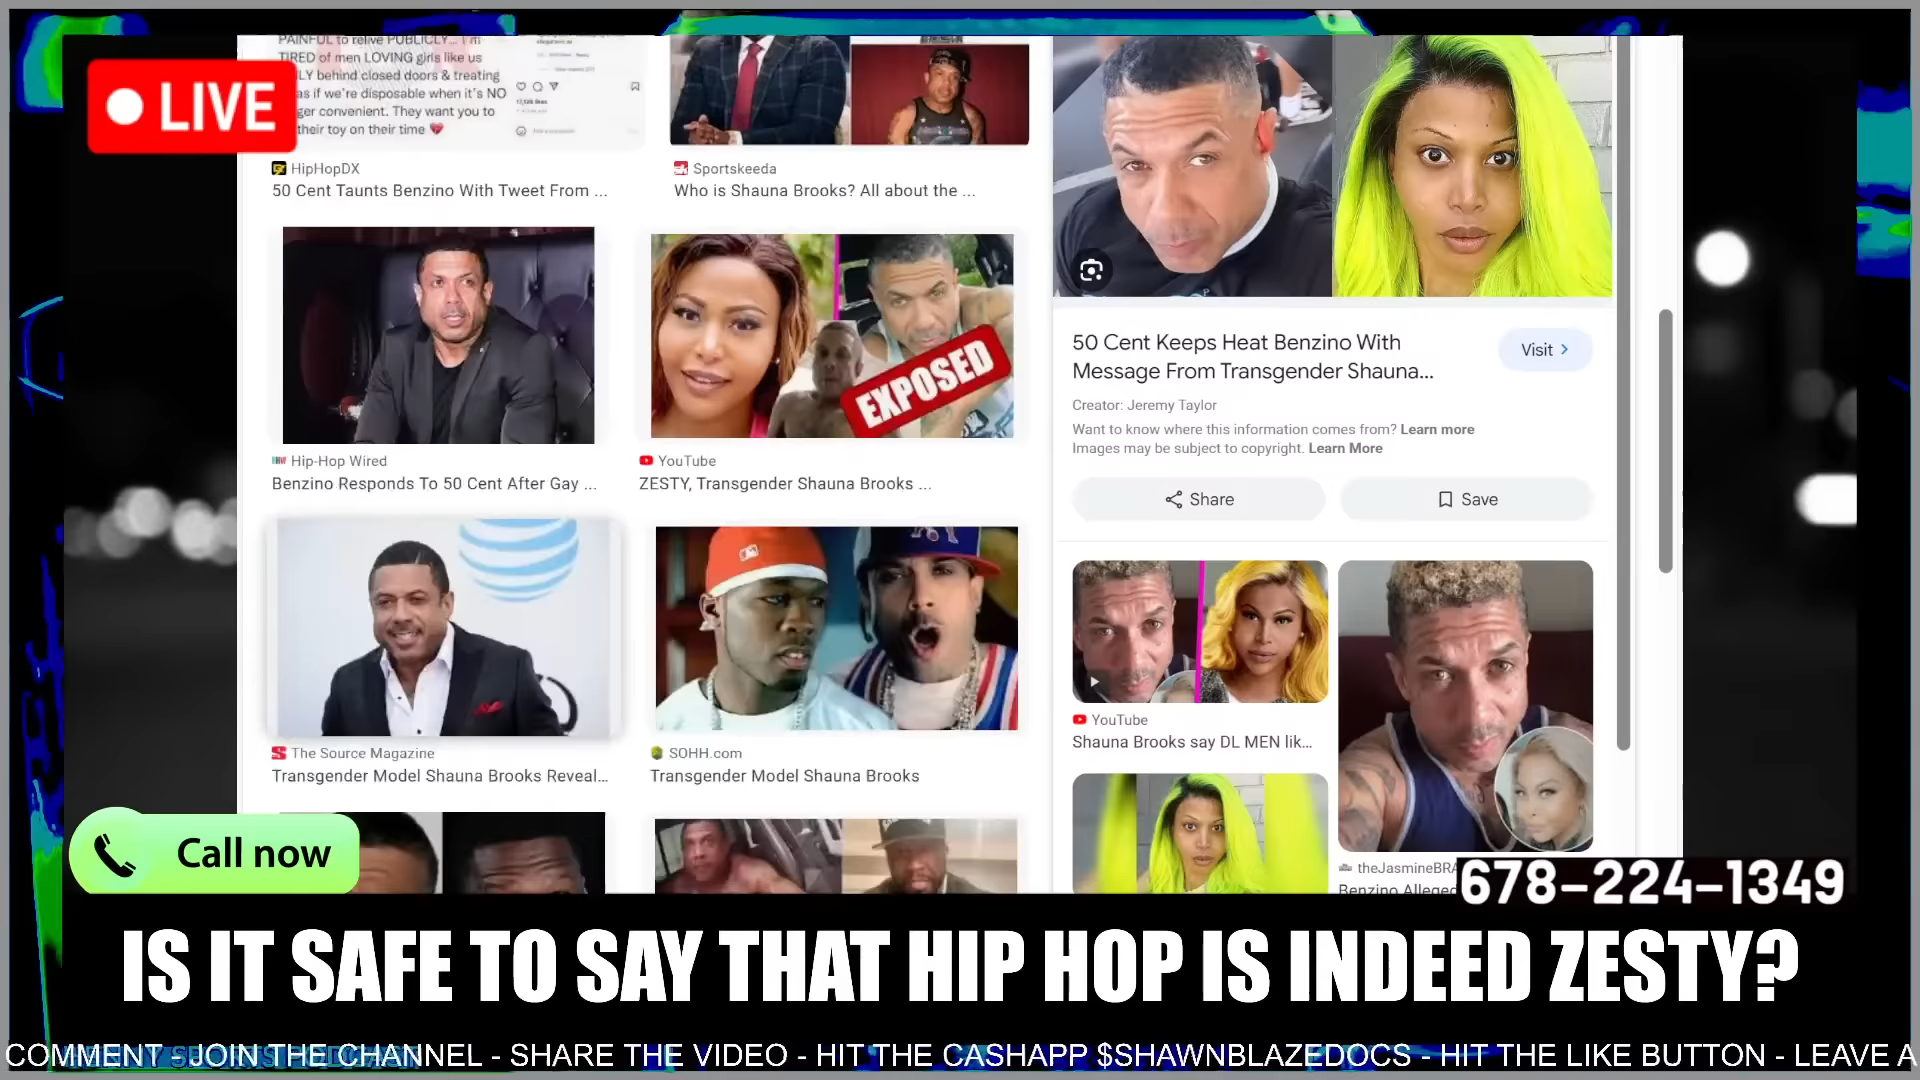 PAINFUL to relive PUBLICLY... I'm
TIRED of men LOVING girls like us
LY behind closed doors & treating
as if we're disposable when it's NO
ger convenient. They want you to
their toy on their time
LIVE
HipHopDX
50 Cent Taunts Benzino With Tweet From ...
Sportskeeda
Who is Shauna Brooks? All about the ...
Hip-Hop Wired
Benzino Responds To 50 Cent After Gay ...
EXPOSED
YouTube
ZESTY, Transgender Shauna Brooks ...
50 Cent Keeps Heat Benzino With
Message From Transgender Shauna...
Visit
Creator: Jeremy Taylor
Want to know where this information comes from? Learn more
Images may be subject to copyright. Learn More
Share
Save
The Source Magazine
Transgender Model Shauna Brooks Reveal...
SOHH.com
Transgender Model Shauna Brooks
YouTube
Shauna Brooks say DL MEN lik...
theJasmineBRA
Benzino Alleged
Call now
678-224-1349
IS IT SAFE TO SAY THAT HIP HOP IS INDEED ZESTY?
COMMENT - JOIN THE CHANNEL - SHARE THE VIDEO - HIT THE CASHAPP $SHAWNBLAZEDOCS - HIT THE LIKE BUTTON - LEAVE A